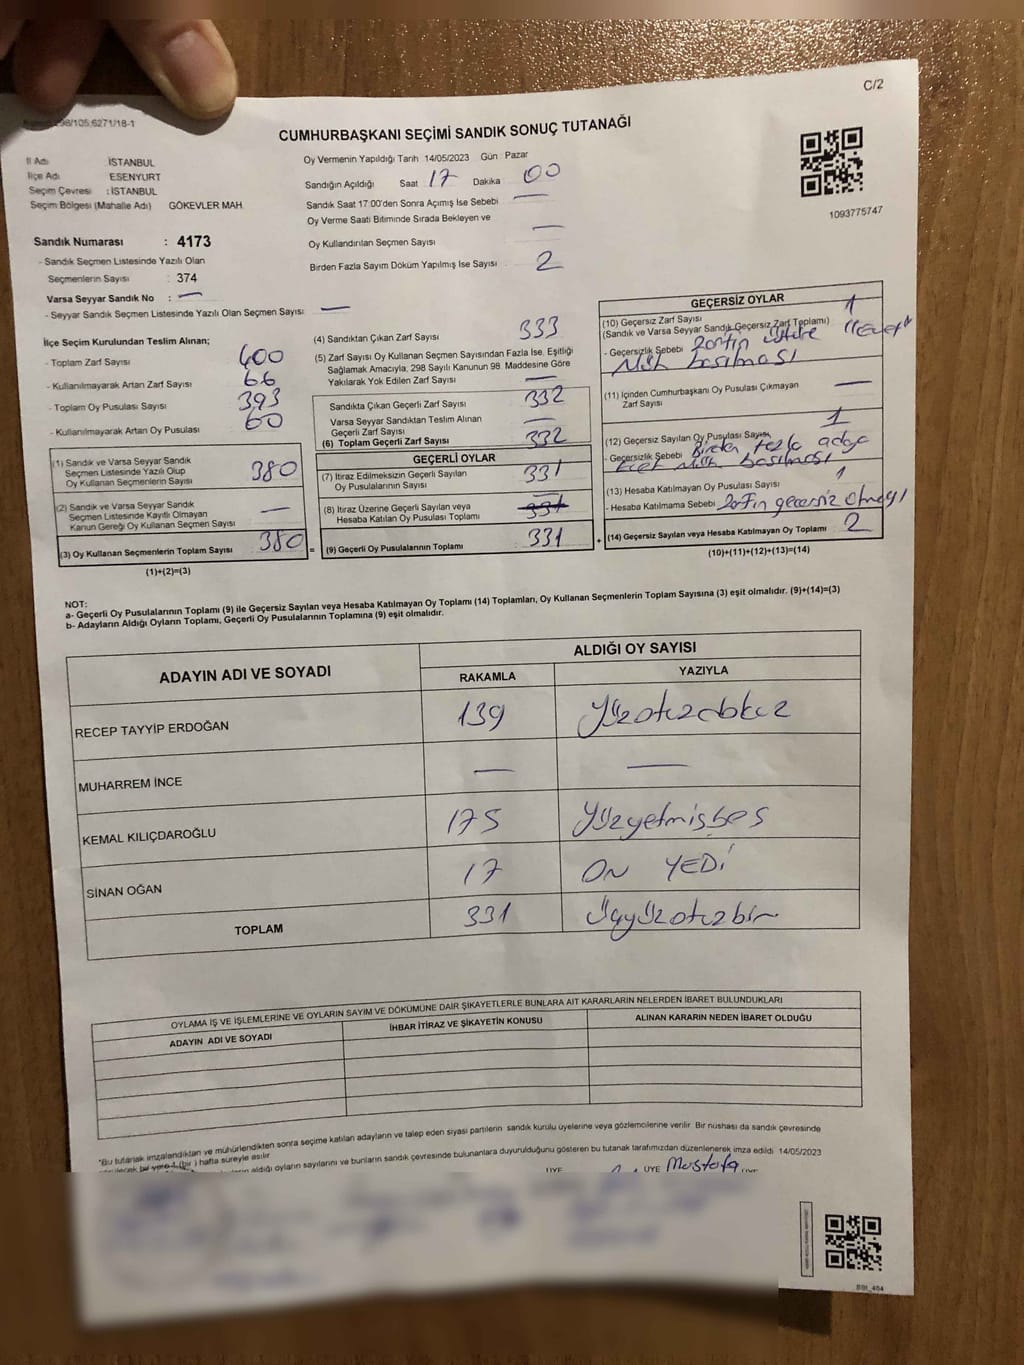 C/2
CUMHURBAŞKANI SEÇİMİ SANDIK SONUÇ TUTANAĞI
İl Adı : İSTANBUL
İlçe Adı : ESENYURT
Seçim Çevresi : İSTANBUL
Seçim Bölgesi (Mahalle Adı) GÖKEVLER MAH.
Sandık Numarası : 4173
- Sandık Seçmen Listesinde Yazılı Olan
Seçmenlerin Sayısı : 374
Varsa Seyyar Sandık No : —
- Seyyar Sandık Seçmen Listesinde Yazılı Olan Seçmen Sayısı: —
Oy Vermenin Yapıldığı Tarih 14/05/2023 Gün : Pazar
Sandığın Açıldığı Saat 17 Dakika 00
Sandık Saat 17:00'den Sonra Açımış İse Sebebi —
Oy Verme Saati Bitiminde Sırada Bekleyen ve
Oy Kullandırılan Seçmen Sayısı —
Birden Fazla Sayım Döküm Yapılmış İse Sayısı 2
1093775747
İlçe Seçim Kurulundan Teslim Alınan;
- Toplam Zarf Sayısı : 400
- Kullanılmayarak Artan Zarf Sayısı : 66
- Toplam Oy Pusulası Sayısı : 393
- Kullanılmayarak Artan Oy Pusulası : 60
(1) Sandık ve Varsa Seyyar Sandık
Seçmen Listesinde Yazılı Olup
Oy Kullanan Seçmenlerin Sayısı 380
(2) Sandık ve Varsa Seyyar Sandık
Seçmen Listesinde Kayıtlı Olmayan
Kanun Gereği Oy Kullanan Seçmen Sayısı —
(3) Oy Kullanan Seçmenlerin Toplam Sayısı 380 =
(1)+(2)=(3)
(4) Sandıktan Çıkan Zarf Sayısı 333
(5) Zarf Sayısı Oy Kullanan Seçmen Sayısından Fazla İse, Eşitliği
Sağlamak Amacıyla, 298 Sayılı Kanunun 98. Maddesine Göre
Yakılarak Yok Edilen Zarf Sayısı —
Sandıkta Çıkan Geçerli Zarf Sayısı 332
Varsa Seyyar Sandıktan Teslim Alınan
Geçerli Zarf Sayısı —
(6) Toplam Geçerli Zarf Sayısı 332
GEÇERLİ OYLAR
(7) İtiraz Edilmeksizin Geçerli Sayılan
Oy Pusulalarının Sayısı 331
(8) İtiraz Üzerine Geçerli Sayılan veya
Hesaba Katılan Oy Pusulası Toplamı —
331
(9) Geçerli Oy Pusulalarının Toplamı 331 +
GEÇERSİZ OYLAR
(10) Geçersiz Zarf Sayısı 1
(Sandık ve Varsa Seyyar Sandık Geçersiz Zarf Toplamı)
- Geçersizlik Sebebi zarfın üstüne "Evet"
Müh basılması
(11) İçinden Cumhurbaşkanı Oy Pusulası Çıkmayan
Zarf Sayısı —
(12) Geçersiz Sayılan Oy Pusulası Sayısı 1
- Geçersizlik Sebebi Birden fazla adaya
Evet Müh basılması
(13) Hesaba Katılmayan Oy Pusulası Sayısı 1
- Hesaba Katılmama Sebebi zarfın geçersiz olması
(14) Geçersiz Sayılan veya Hesaba Katılmayan Oy Toplamı 2
(10)+(11)+(12)+(13)=(14)
NOT:
a- Geçerli Oy Pusulalarının Toplamı (9) ile Geçersiz Sayılan veya Hesaba Katılmayan Oy Toplamı (14) Toplamları, Oy Kullanan Seçmenlerin Toplam Sayısına (3) eşit olmalıdır. (9)+(14)=(3)
b- Adayların Aldığı Oyların Toplamı, Geçerli Oy Pusulalarının Toplamına (9) eşit olmalıdır.
ADAYIN ADI VE SOYADI ALDIĞI OY SAYISI
RAKAMLA YAZIYLA
RECEP TAYYİP ERDOĞAN 139 Yüzotuzdokuz
MUHARREM İNCE — —
KEMAL KILIÇDAROĞLU 175 Yüzyetmişbeş
SİNAN OĞAN 17 ON YEDİ
TOPLAM 331 Üçyüzotuzbir
OYLAMA İŞ VE İŞLEMLERİNE VE OYLARIN SAYIM VE DÖKÜMÜNE DAİR ŞİKAYETLERLE BUNLARA AİT KARARLARIN NELERDEN İBARET BULUNDUKLARI
ADAYIN ADI VE SOYADI İHBAR İTİRAZ VE ŞİKAYETİN KONUSU ALINAN KARARIN NEDEN İBARET OLDUĞU
*Bu tutanak imzalandıktan ve mühürlendikten sonra seçime katılan adayların ve talep eden siyasi partilerin sandık kurulu üyelerine veya gözlemcilerine verilir. Bir nüshası da sandık çevresinde
hafta süreyle asılır
aldığı oyların sayılarını ve bunların sandık çevresinde bulunanlara duyurulduğunu gösteren bu tutanak tarafımızdan düzenlenerek imza edildi 14/05/2023
ÜYE ÜYE Mustafa